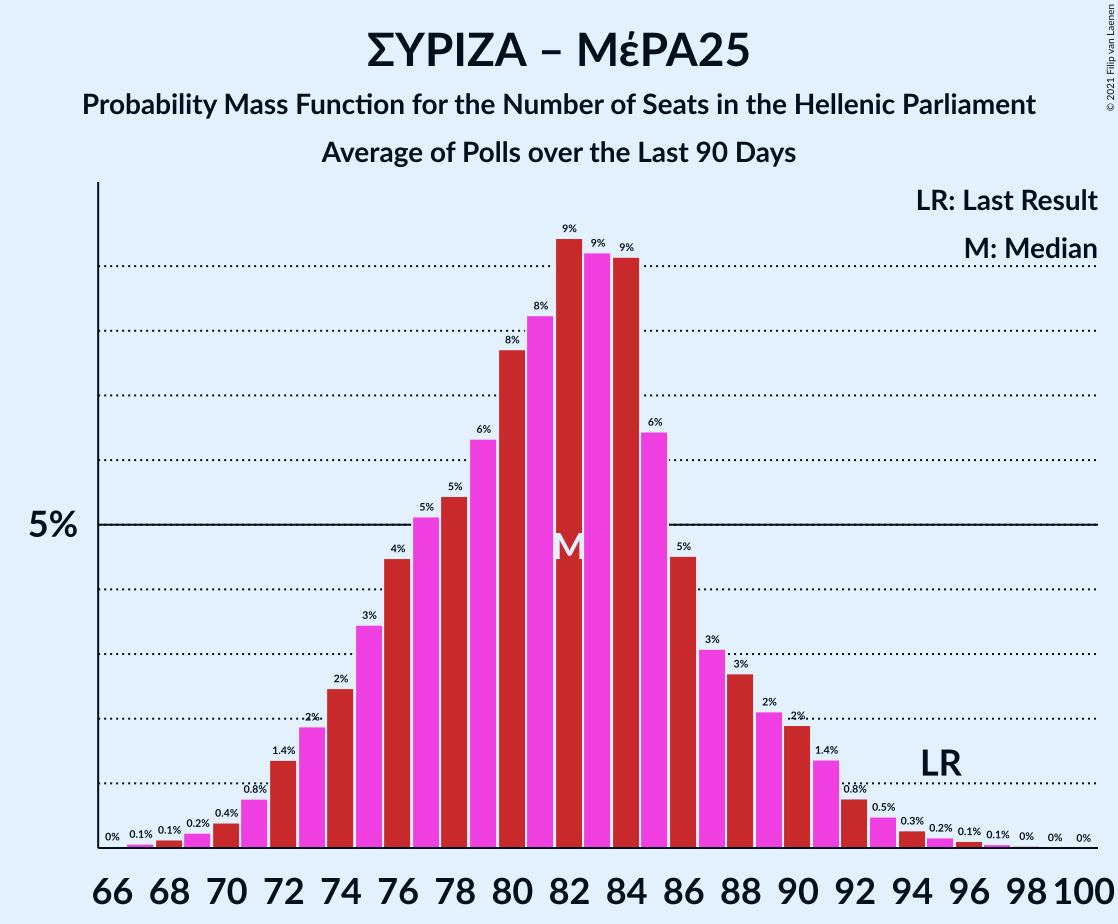 ΣΥΡΙΖΑ – ΜέΡΑ25
Probability Mass Function for the Number of Seats in the Hellenic Parliament
Average of Polls over the Last 90 Days
© 2021 Filip van Laenen
LR: Last Result
M: Median
5%
0% 0.1% 0.1% 0.2% 0.4% 0.8% 1.4% 2% 2% 3% 4% 5% 5% 6% 8% 8% 9% 9% 9% 6% 5% 3% 3% 2% 2% 1.4% 0.8% 0.5% 0.3% 0.2% 0.1% 0.1% 0% 0% 0%
M
LR
66 68 70 72 74 76 78 80 82 84 86 88 90 92 94 96 98 100